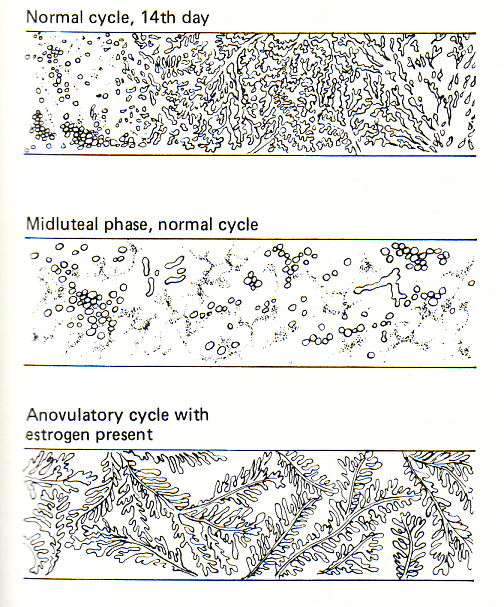 Normal cycle, 14th day
Midluteal phase, normal cycle
Anovulatory cycle with
estrogen present